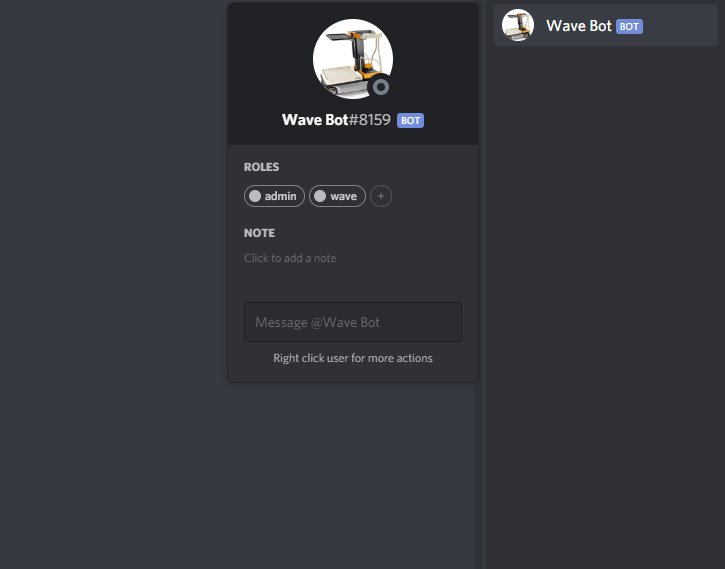 Wave Bot#8159 BOT
ROLES
admin wave +
NOTE
Click to add a note
Message @Wave Bot
Right click user for more actions
Wave Bot BOT